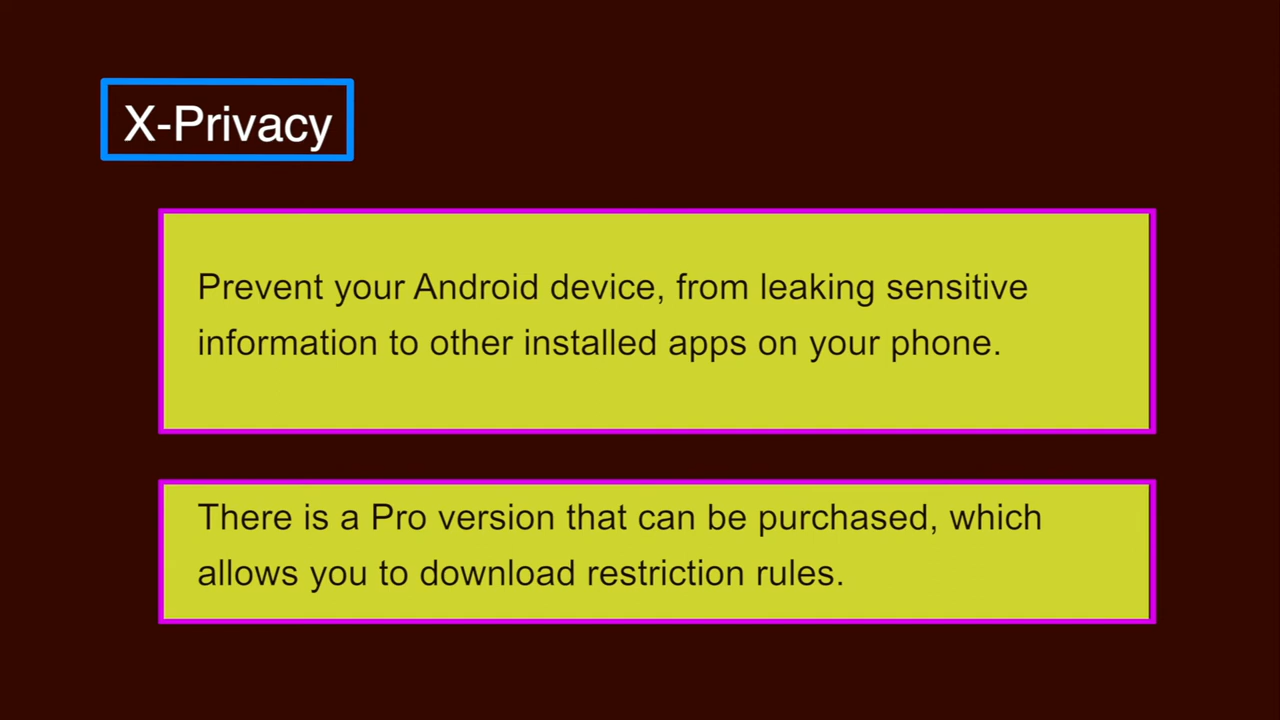 X-Privacy
Prevent your Android device, from leaking sensitive
information to other installed apps on your phone.
There is a Pro version that can be purchased, which
allows you to download restriction rules.